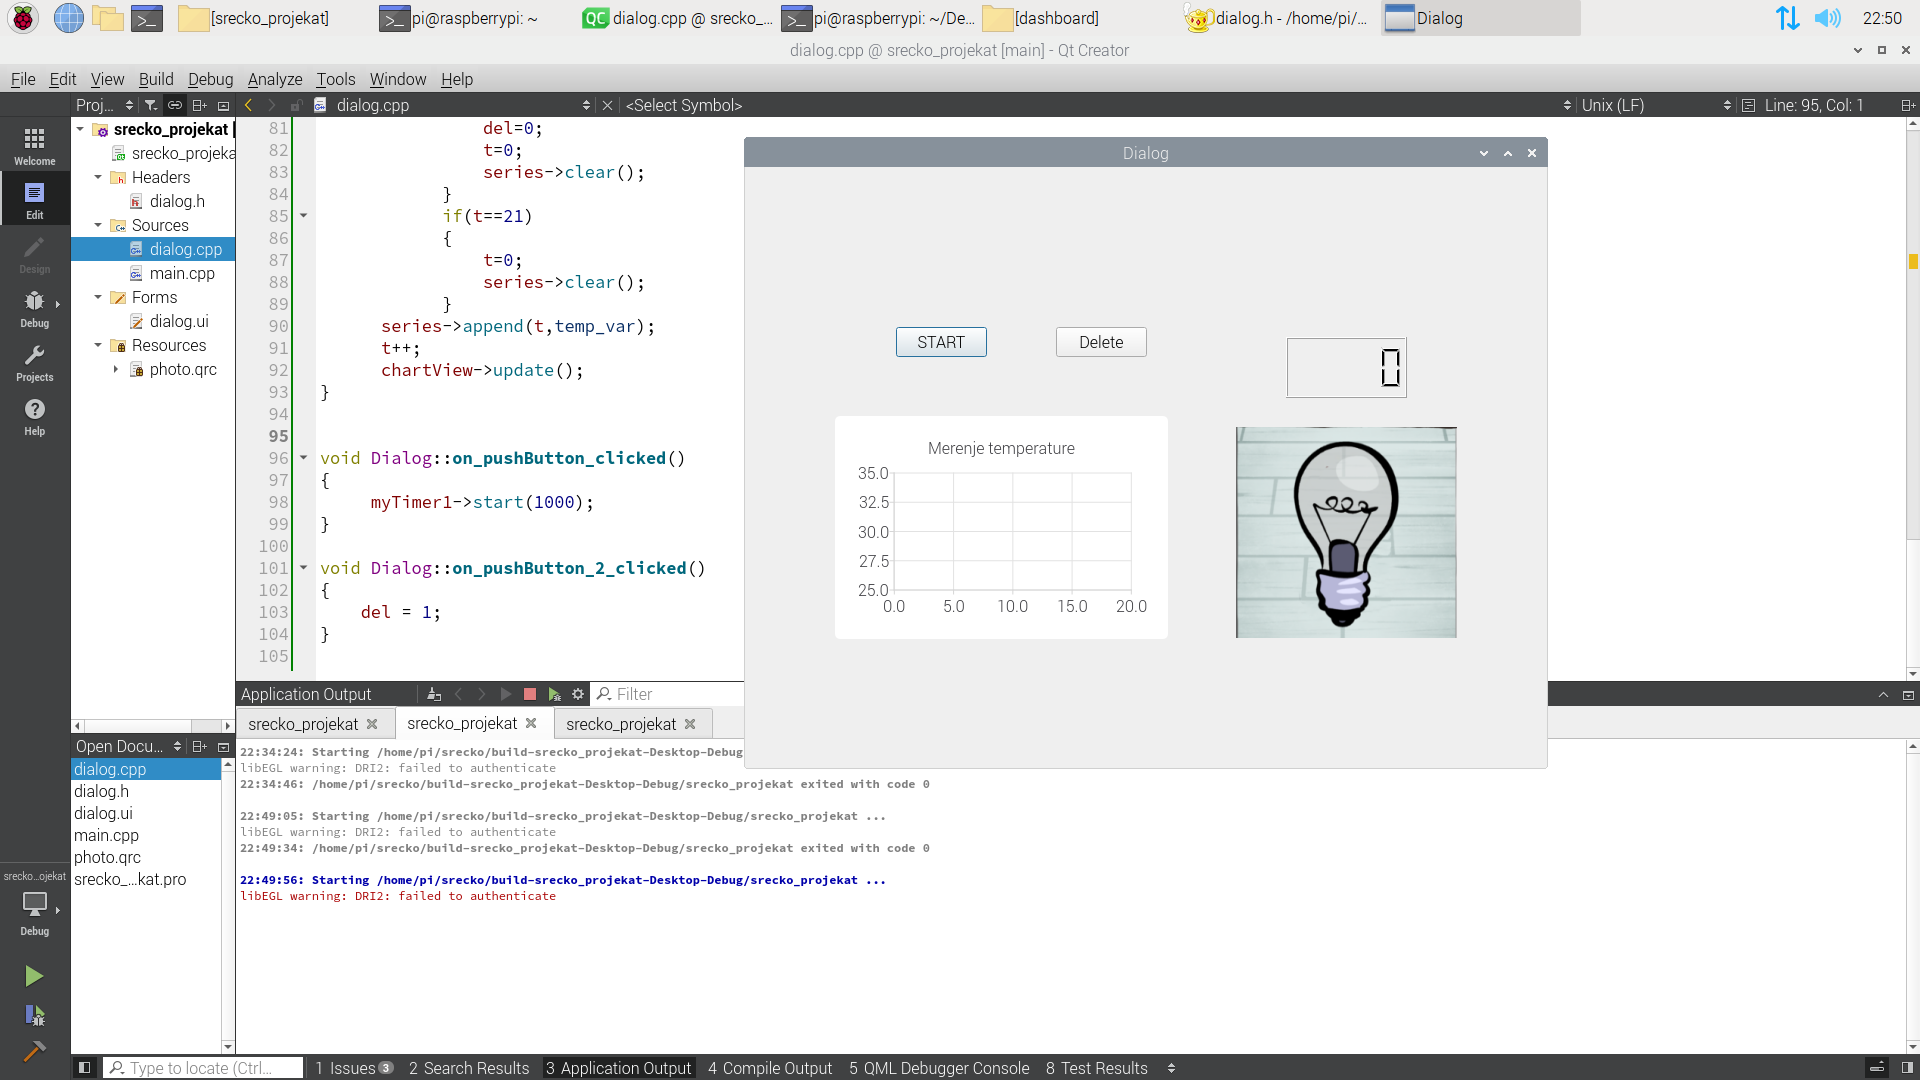 [srecko_projekat]
pi@raspberrypi: ~
QC dialog.cpp @ srecko_...
pi@raspberrypi: ~/De...
[dashboard]
dialog.h - /home/pi/...
Dialog
22:50
dialog.cpp @ srecko_projekat [main] - Qt Creator
File Edit View Build Debug Analyze Tools Window Help
Proj...
dialog.cpp
<Select Symbol>
Unix (LF)
Line: 95, Col: 1
Welcome
Edit
Design
Debug
Projects
Help
srecko_projekat [
srecko_projeka
Headers
dialog.h
Sources
dialog.cpp
main.cpp
Forms
dialog.ui
Resources
photo.qrc
81 del=0;
82 t=0;
83 series->clear();
84 }
85 if(t==21)
86 {
87 t=0;
88 series->clear();
89 }
90 series->append(t,temp_var);
91 t++;
92 chartView->update();
93 }
94
95
96 void Dialog::on_pushButton_clicked()
97 {
98 myTimer1->start(1000);
99 }
100
101 void Dialog::on_pushButton_2_clicked()
102 {
103 del = 1;
104 }
105
Dialog
START
Delete
0
Merenje temperature
35.0
32.5
30.0
27.5
25.0
0.0 5.0 10.0 15.0 20.0
Application Output
Filter
srecko_projekat
srecko_projekat
srecko_projekat
22:34:24: Starting /home/pi/srecko/build-srecko_projekat-Desktop-Debug
libEGL warning: DRI2: failed to authenticate
22:34:46: /home/pi/srecko/build-srecko_projekat-Desktop-Debug/srecko_projekat exited with code 0
22:49:05: Starting /home/pi/srecko/build-srecko_projekat-Desktop-Debug/srecko_projekat ...
libEGL warning: DRI2: failed to authenticate
22:49:34: /home/pi/srecko/build-srecko_projekat-Desktop-Debug/srecko_projekat exited with code 0
22:49:56: Starting /home/pi/srecko/build-srecko_projekat-Desktop-Debug/srecko_projekat ...
libEGL warning: DRI2: failed to authenticate
Open Docu...
dialog.cpp
dialog.h
dialog.ui
main.cpp
photo.qrc
srecko_...kat.pro
srecko...ojekat
Debug
Type to locate (Ctrl...
1 Issues 3
2 Search Results
3 Application Output
4 Compile Output
5 QML Debugger Console
8 Test Results